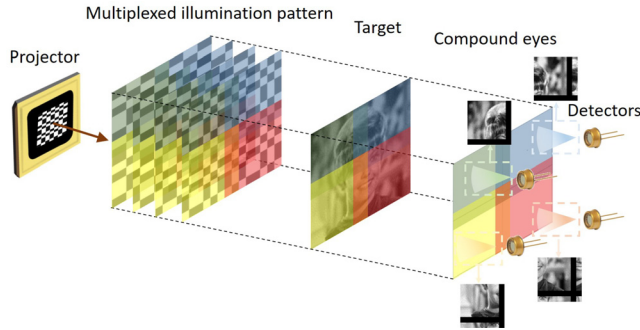 Multiplexed illumination pattern
Target
Compound eyes
Projector
Detectors